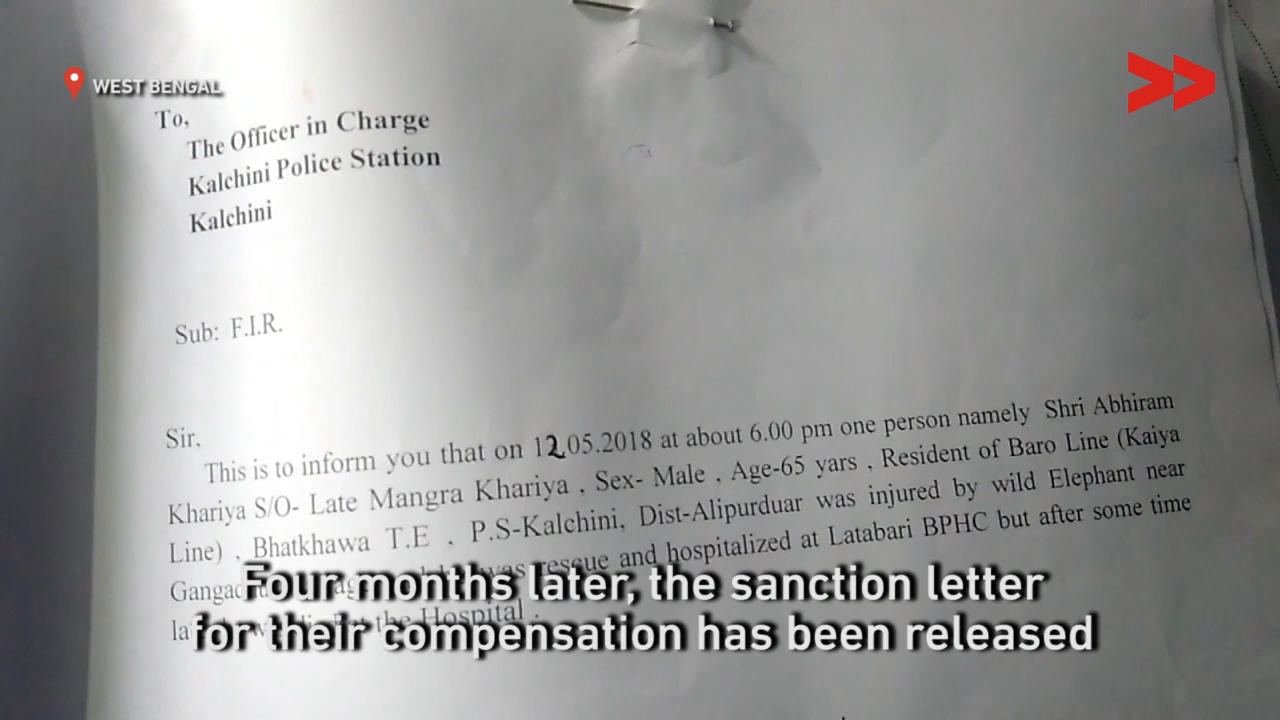 WEST BENGAL
To,
The Officer in Charge
Kalchini Police Station
Kalchini
Sub: F.I.R.
Sir,
This is to inform you that on 12.05.2018 at about 6.00 pm one person namely Shri Abhiram
Khariya S/O- Late Mangra Khariya , Sex- Male , Age-65 yars , Resident of Baro Line (Kaiya
Line) , Bhatkhawa T.E , P.S-Kalchini, Dist-Alipurduar was injured by wild Elephant near
rescue and hospitalized at Latabari BPHC but after some time
Hospital .
Four months later, the sanction letter
for their compensation has been released